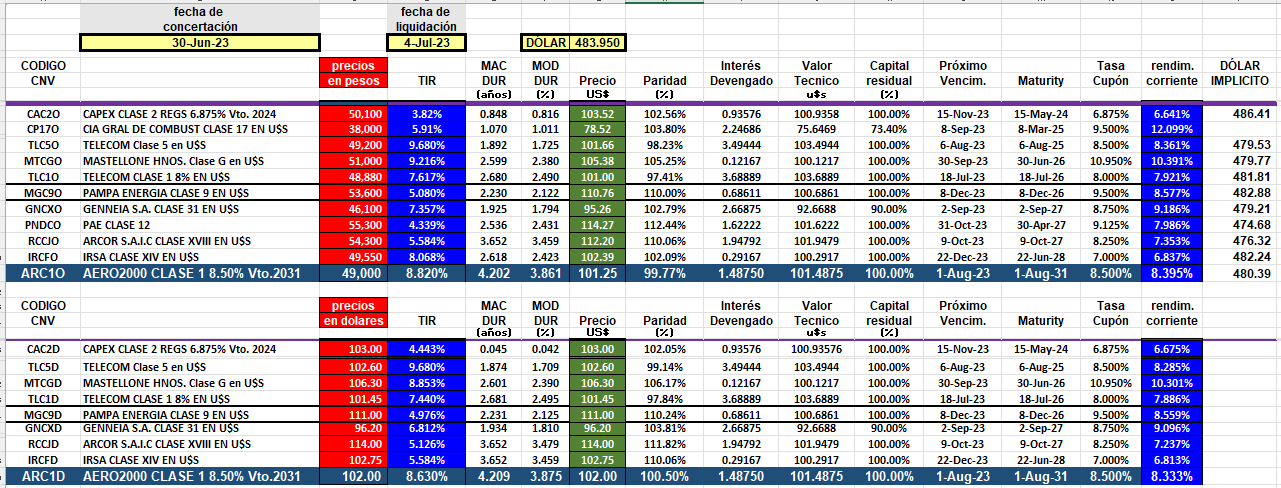 fecha de concertación fecha de liquidación
30-Jun-23 4-Jul-23 DÓLAR 483.950
CODIGO precios MAC MOD Interés Valor Capital Próximo Tasa rendim. DÓLAR
CNV en pesos TIR DUR DUR Precio Paridad Devengado Tecnico residual Vencim. Maturity Cupón corriente IMPLICITO
(años) (%) US$ (%) u$s (%)
CAC2O CAPEX CLASE 2 REGS 6.875% Vto. 2024 50,100 3.82% 0.848 0.816 103.52 102.56% 0.93576 100.9358 100.00% 15-Nov-23 15-May-24 6.875% 6.641% 486.41
CP17O CIA GRAL DE COMBUST CLASE 17 EN U$S 38,000 5.91% 1.070 1.011 78.52 103.80% 2.24686 75.6469 73.40% 8-Sep-23 8-Mar-25 9.500% 12.099%
TLC5O TELECOM Clase 5 en U$S 49,200 9.680% 1.892 1.725 101.66 98.23% 3.49444 103.4944 100.00% 6-Aug-23 6-Aug-25 8.500% 8.361% 479.53
MTCGO MASTELLONE HNOS. Clase G en U$S 51,000 9.216% 2.599 2.380 105.38 105.25% 0.12167 100.1217 100.00% 30-Sep-23 30-Jun-26 10.950% 10.391% 479.77
TLC1O TELECOM CLASE 1 8% EN U$S 48,880 7.617% 2.680 2.490 101.00 97.41% 3.68889 103.6889 100.00% 18-Jul-23 18-Jul-26 8.000% 7.921% 481.81
MGC9O PAMPA ENERGIA CLASE 9 EN U$S 53,600 5.080% 2.230 2.122 110.76 110.00% 0.68611 100.6861 100.00% 8-Dec-23 8-Dec-26 9.500% 8.577% 482.88
GNCXO GENNEIA S.A. CLASE 31 EN U$S 46,100 7.357% 1.925 1.794 95.26 102.79% 2.66875 92.6688 90.00% 2-Sep-23 2-Sep-27 8.750% 9.186% 479.21
PNDCO PAE CLASE 12 55,300 4.339% 2.536 2.431 114.27 112.44% 1.62222 101.6222 100.00% 31-Oct-23 30-Apr-27 9.125% 7.986% 474.68
RCCJO ARCOR S.A.I.C CLASE XVIII EN U$S 54,300 5.584% 3.652 3.459 112.20 110.06% 1.94792 101.9479 100.00% 9-Oct-23 9-Oct-27 8.250% 7.353% 476.32
IRCFO IRSA CLASE XIV EN U$S 49,550 8.068% 2.618 2.423 102.39 102.09% 0.29167 100.2917 100.00% 22-Dec-23 22-Jun-28 7.000% 6.837% 482.24
ARC1O AERO2000 CLASE 1 8.50% Vto.2031 49,000 8.820% 4.202 3.861 101.25 99.77% 1.48750 101.4875 100.00% 1-Aug-23 1-Aug-31 8.500% 8.395% 480.39
CODIGO precios MAC MOD Interés Valor Capital Próximo Tasa rendim.
CNV en dolares TIR DUR DUR Precio Paridad Devengado Tecnico residual Vencim. Maturity Cupón corriente
(años) (%) US$ (%) u$s (%)
CAC2D CAPEX CLASE 2 REGS 6.875% Vto. 2024 103.00 4.443% 0.045 0.042 103.00 102.05% 0.93576 100.93576 100.00% 15-Nov-23 15-May-24 6.875% 6.675%
TLC5D TELECOM Clase 5 en U$S 102.60 9.680% 1.874 1.709 102.60 99.14% 3.49444 103.4944 100.00% 6-Aug-23 6-Aug-25 8.500% 8.285%
MTCGD MASTELLONE HNOS. Clase G en U$S 106.30 8.853% 2.601 2.390 106.30 106.17% 0.12167 100.1217 100.00% 30-Sep-23 30-Jun-26 10.950% 10.301%
TLC1D TELECOM CLASE 1 8% EN U$S 101.45 7.440% 2.681 2.495 101.45 97.84% 3.68889 103.6889 100.00% 18-Jul-23 18-Jul-26 8.000% 7.886%
MGC9D PAMPA ENERGIA CLASE 9 EN U$S 111.00 4.976% 2.231 2.125 111.00 110.24% 0.68611 100.6861 100.00% 8-Dec-23 8-Dec-26 9.500% 8.559%
GNCXD GENNEIA S.A. CLASE 31 EN U$S 96.20 6.812% 1.934 1.810 96.20 103.81% 2.66875 92.6688 90.00% 2-Sep-23 2-Sep-27 8.750% 9.096%
RCCJD ARCOR S.A.I.C CLASE XVIII EN U$S 114.00 5.126% 3.652 3.479 114.00 111.82% 1.94792 101.9479 100.00% 9-Oct-23 9-Oct-27 8.250% 7.237%
IRCFD IRSA CLASE XIV EN U$S 102.75 5.584% 3.652 3.459 102.75 110.06% 0.29167 100.2917 100.00% 22-Dec-23 22-Jun-28 7.000% 6.813%
ARC1D AERO2000 CLASE 1 8.50% Vto.2031 102.00 8.630% 4.209 3.875 102.00 100.50% 1.48750 101.4875 100.00% 1-Aug-23 1-Aug-31 8.500% 8.333%